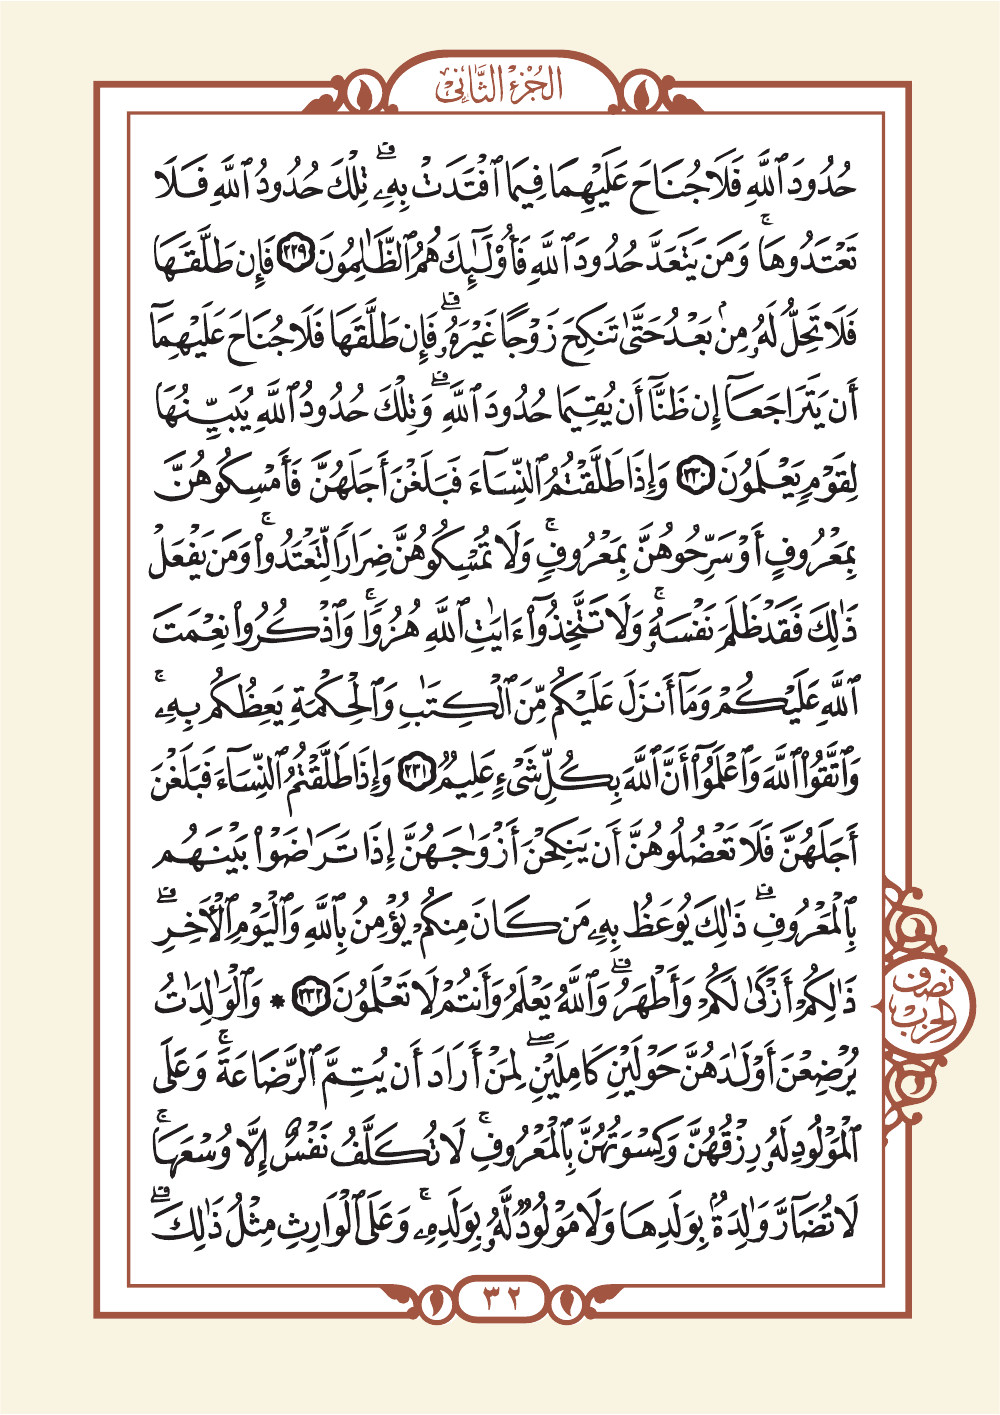 الجُزْءُ الثَّانِي
حُدُودَ ٱللَّهِ فَلَا جُنَاحَ عَلَيْهِمَا فِيمَا ٱفْتَدَتْ بِهِۦۗ تِلْكَ حُدُودُ ٱللَّهِ فَلَا
تَعْتَدُوهَاۚ وَمَن يَتَعَدَّ حُدُودَ ٱللَّهِ فَأُو۟لَٰٓئِكَ هُمُ ٱلظَّٰلِمُونَ ٢٢٩ فَإِن طَلَّقَهَا
فَلَا تَحِلُّ لَهُۥ مِنۢ بَعْدُ حَتَّىٰ تَنكِحَ زَوْجًا غَيْرَهُۥۗ فَإِن طَلَّقَهَا فَلَا جُنَاحَ عَلَيْهِمَآ
أَن يَتَرَاجَعَآ إِن ظَنَّآ أَن يُقِيمَا حُدُودَ ٱللَّهِۗ وَتِلْكَ حُدُودُ ٱللَّهِ يُبَيِّنُهَا
لِقَوْمٍ يَعْلَمُونَ ٢٣٠ وَإِذَا طَلَّقْتُمُ ٱلنِّسَآءَ فَبَلَغْنَ أَجَلَهُنَّ فَأَمْسِكُوهُنَّ
بِمَعْرُوفٍ أَوْ سَرِّحُوهُنَّ بِمَعْرُوفٍۚ وَلَا تُمْسِكُوهُنَّ ضِرَارًا لِّتَعْتَدُوا۟ۚ وَمَن يَفْعَلْ
ذَٰلِكَ فَقَدْ ظَلَمَ نَفْسَهُۥۚ وَلَا تَتَّخِذُوٓا۟ ءَايَٰتِ ٱللَّهِ هُزُوًاۚ وَٱذْكُرُوا۟ نِعْمَتَ
ٱللَّهِ عَلَيْكُمْ وَمَآ أَنزَلَ عَلَيْكُم مِّنَ ٱلْكِتَٰبِ وَٱلْحِكْمَةِ يَعِظُكُم بِهِۦۚ
وَٱتَّقُوا۟ ٱللَّهَ وَٱعْلَمُوٓا۟ أَنَّ ٱللَّهَ بِكُلِّ شَىْءٍ عَلِيمٌ ٢٣١ وَإِذَا طَلَّقْتُمُ ٱلنِّسَآءَ فَبَلَغْنَ
أَجَلَهُنَّ فَلَا تَعْضُلُوهُنَّ أَن يَنكِحْنَ أَزْوَٰجَهُنَّ إِذَا تَرَٰضَوْا۟ بَيْنَهُم
بِٱلْمَعْرُوفِۗ ذَٰلِكَ يُوعَظُ بِهِۦ مَن كَانَ مِنكُمْ يُؤْمِنُ بِٱللَّهِ وَٱلْيَوْمِ ٱلْأَخِرِۗ
ذَٰلِكُمْ أَزْكَىٰ لَكُمْ وَأَطْهَرُۗ وَٱللَّهُ يَعْلَمُ وَأَنتُمْ لَا تَعْلَمُونَ ٢٣٢ ۞ وَٱلْوَٰلِدَٰتُ
نصف الحزب
يُرْضِعْنَ أَوْلَٰدَهُنَّ حَوْلَيْنِ كَامِلَيْنِۖ لِمَنْ أَرَادَ أَن يُتِمَّ ٱلرَّضَاعَةَۚ وَعَلَى
ٱلْمَوْلُودِ لَهُۥ رِزْقُهُنَّ وَكِسْوَتُهُنَّ بِٱلْمَعْرُوفِۚ لَا تُكَلَّفُ نَفْسٌ إِلَّا وُسْعَهَاۚ
لَا تُضَآرَّ وَٰلِدَةٌۢ بِوَلَدِهَا وَلَا مَوْلُودٌ لَّهُۥ بِوَلَدِهِۦۚ وَعَلَى ٱلْوَارِثِ مِثْلُ ذَٰلِكَۗ
٣٢